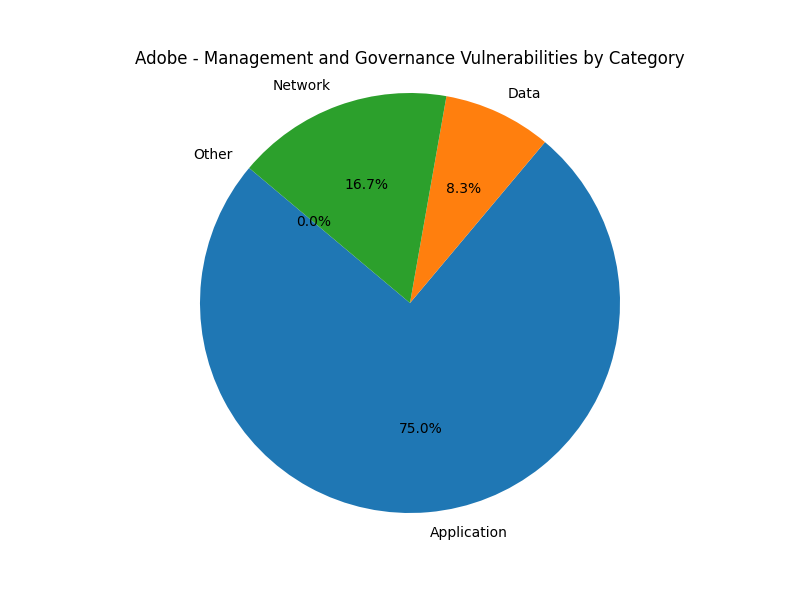 Adobe - Management and Governance Vulnerabilities by Category
Network
Data
Other
16.7%
8.3%
0.0%
75.0%
Application